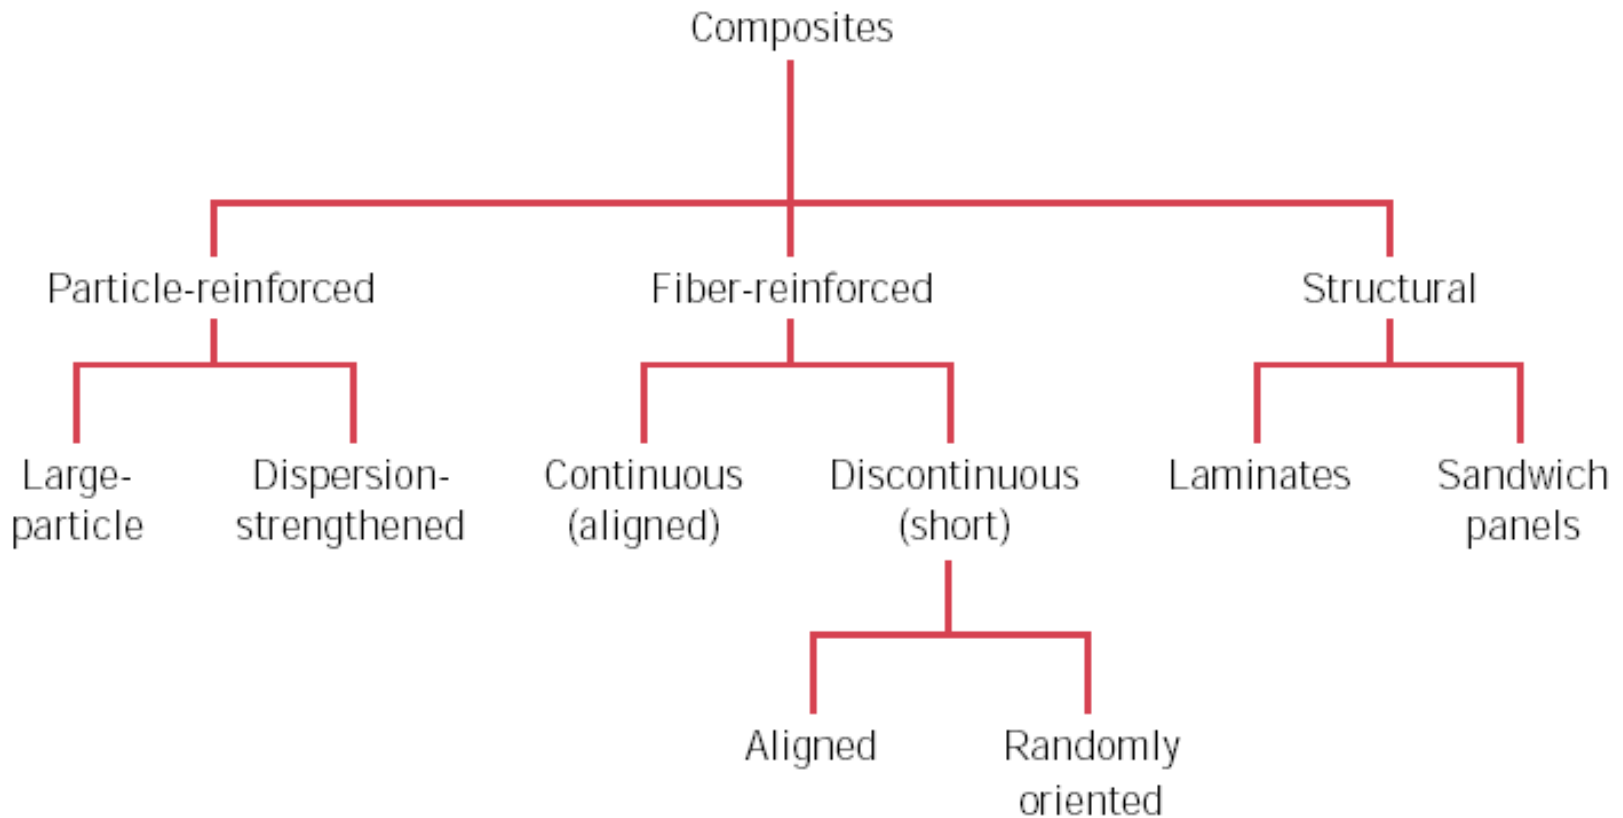 Composites
Particle-reinforced
Fiber-reinforced
Structural
Large-
particle
Dispersion-
strengthened
Continuous
(aligned)
Discontinuous
(short)
Laminates
Sandwich
panels
Aligned
Randomly
oriented